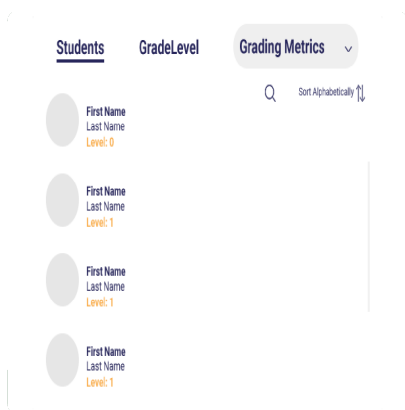 Students GradeLevel Grading Metrics
Sort Alphabetically
First Name
Last Name
Level: 0
First Name
Last Name
Level: 1
First Name
Last Name
Level: 1
First Name
Last Name
Level: 1